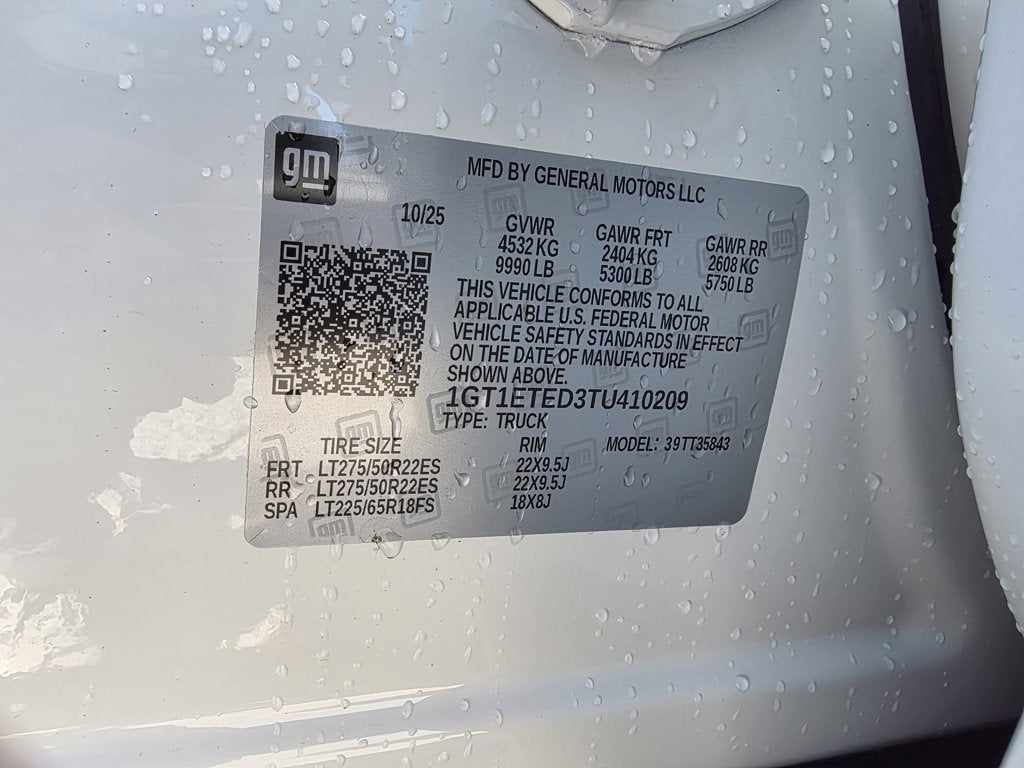 gm
MFD BY GENERAL MOTORS LLC
10/25
GVWR
4532 KG
9990 LB
GAWR FRT
2404 KG
5300 LB
GAWR RR
2608 KG
5750 LB
THIS VEHICLE CONFORMS TO ALL
APPLICABLE U.S. FEDERAL MOTOR
VEHICLE SAFETY STANDARDS IN EFFECT
ON THE DATE OF MANUFACTURE
SHOWN ABOVE.
1GT1ETED3TU410209
TYPE: TRUCK
TIRE SIZE RIM MODEL: 39TT35843
FRT LT275/50R22ES 22X9.5J
RR LT275/50R22ES 22X9.5J
SPA LT225/65R18FS 18X8J